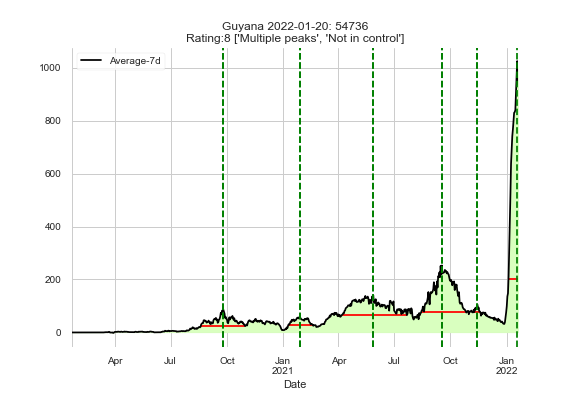 Guyana 2022-01-20: 54736
Rating:8 ['Multiple peaks', 'Not in control']
Average-7d
1000
800
600
400
200
0
Apr Jul Oct Jan Apr Jul Oct Jan
2021 2022
Date